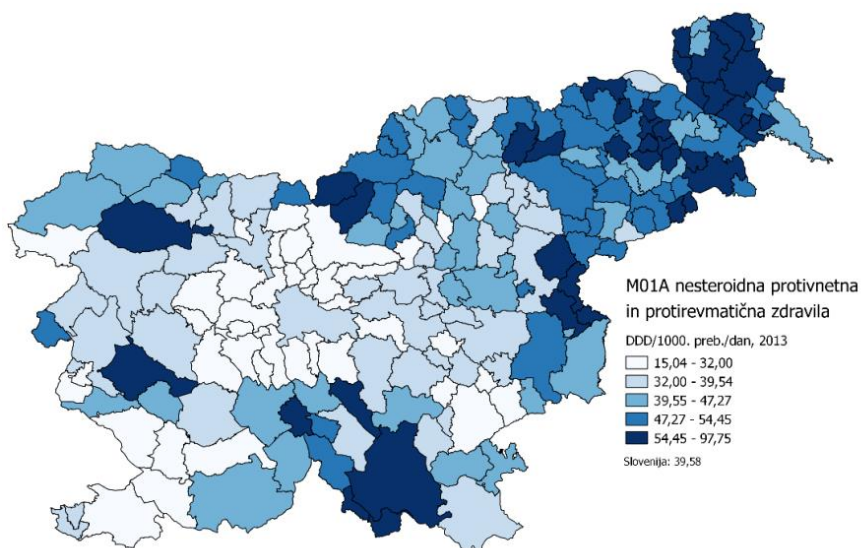 M01A nesteroidna protivnetna
in protirevmatična zdravila
DDD/1000. preb./dan, 2013
15,04 - 32,00
32,00 - 39,54
39,55 - 47,27
47,27 - 54,45
54,45 - 97,75
Slovenija: 39,58